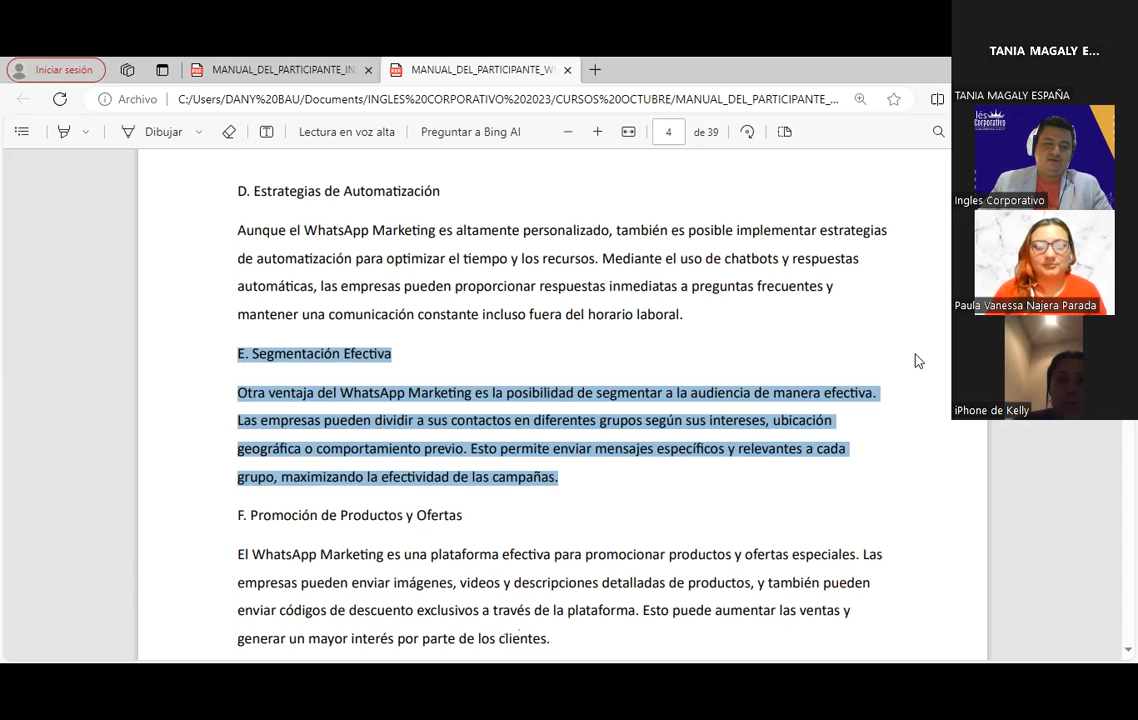 TANIA MAGALY E...
Iniciar sesión
MANUAL_DEL_PARTICIPANTE_IN
MANUAL_DEL_PARTICIPANTE_W
Archivo
C:/Users/DANY%20BAU/Documents/INGLES%20CORPORATIVO%202023/CURSOS%20OCTUBRE/MANUAL_DEL_PARTICIPANTE_...
TANIA MAGALY ESPAÑA
Dibujar
Lectura en voz alta
Preguntar a Bing AI
4
de 39
lés
Corporativo
Ingles Corporativo
Paula Vanessa Najera Parada
iPhone de Kelly
D. Estrategias de Automatización
Aunque el WhatsApp Marketing es altamente personalizado, también es posible implementar estrategias
de automatización para optimizar el tiempo y los recursos. Mediante el uso de chatbots y respuestas
automáticas, las empresas pueden proporcionar respuestas inmediatas a preguntas frecuentes y
mantener una comunicación constante incluso fuera del horario laboral.
E. Segmentación Efectiva
Otra ventaja del WhatsApp Marketing es la posibilidad de segmentar a la audiencia de manera efectiva.
Las empresas pueden dividir a sus contactos en diferentes grupos según sus intereses, ubicación
geográfica o comportamiento previo. Esto permite enviar mensajes específicos y relevantes a cada
grupo, maximizando la efectividad de las campañas.
F. Promoción de Productos y Ofertas
El WhatsApp Marketing es una plataforma efectiva para promocionar productos y ofertas especiales. Las
empresas pueden enviar imágenes, videos y descripciones detalladas de productos, y también pueden
enviar códigos de descuento exclusivos a través de la plataforma. Esto puede aumentar las ventas y
generar un mayor interés por parte de los clientes.